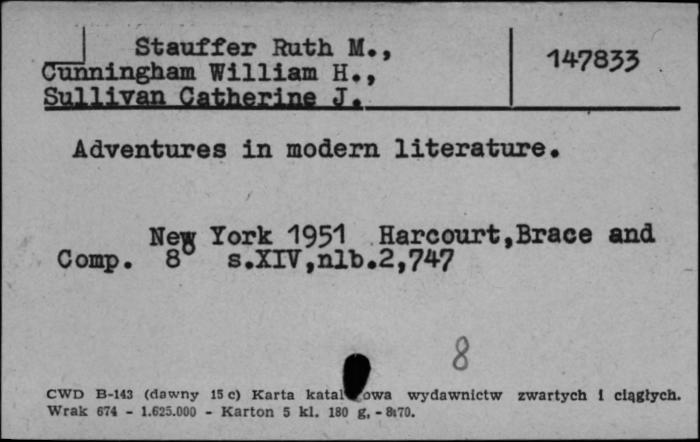 Stauffer Ruth M.,
147833
Cunningham William H.,
Sullivan Catherine J.
Adventures in modern literature.
New York 1951 Harcourt,Brace and
Comp. 8° s.XIV,nlb.2,747
8
CWD B-143 (dawny 15 c) Karta katal owa wydawnictw zwartych i ciągłych.
Wrak 674 - 1.625.000 - Karton 5 kl. 180 g, - 8.70.